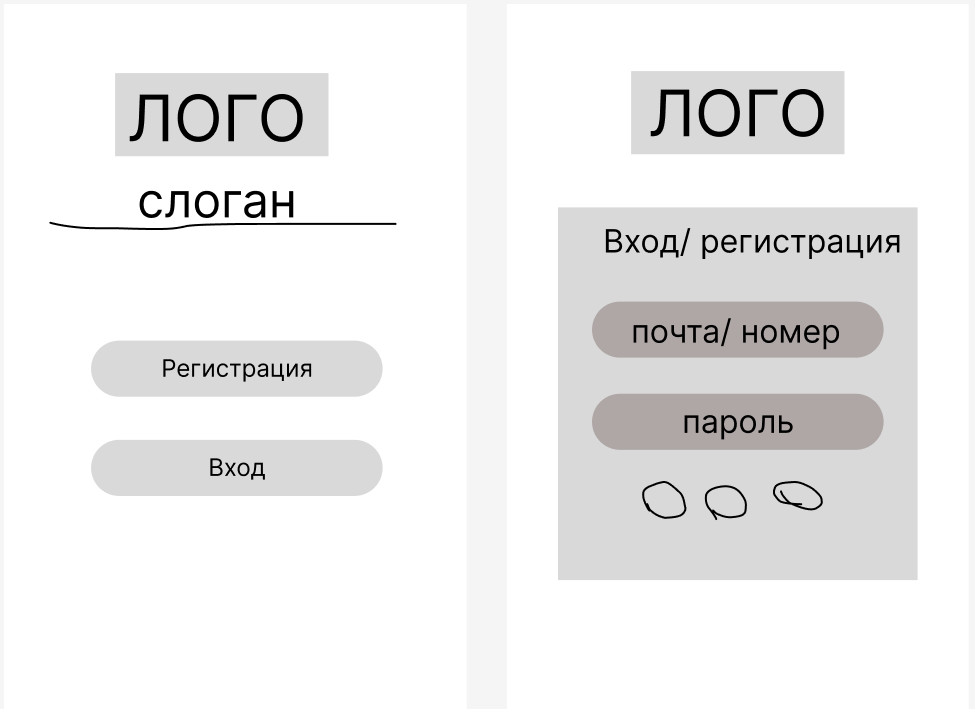 ЛОГО
слоган
Регистрация
Вход
ЛОГО
Вход/ регистрация
почта/ номер
пароль